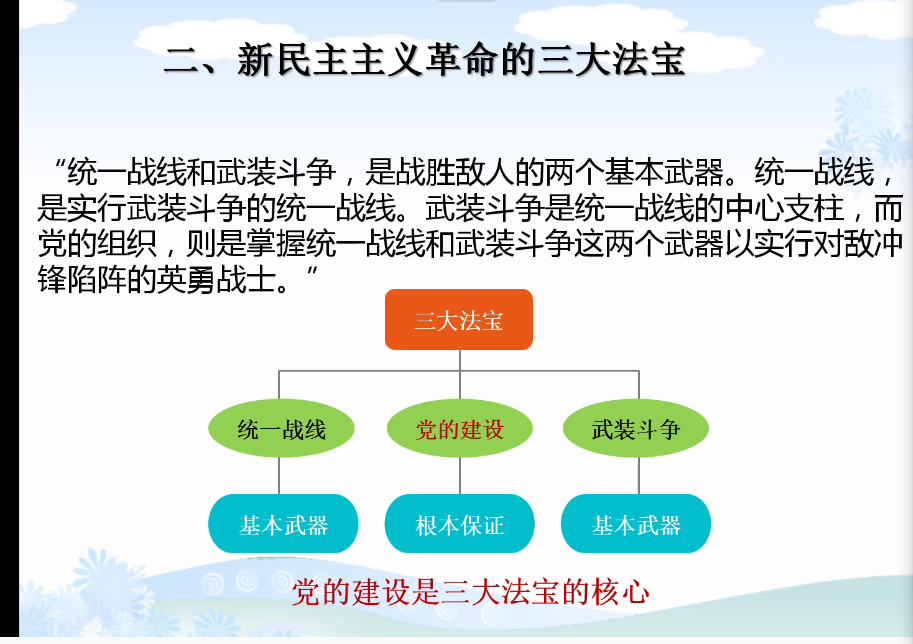 二、新民主主义革命的三大法宝
“统一战线和武装斗争，是战胜敌人的两个基本武器。统一战线，
是实行武装斗争的统一战线。武装斗争是统一战线的中心支柱，而
党的组织，则是掌握统一战线和武装斗争这两个武器以实行对敌冲
锋陷阵的英勇战士。”
三大法宝
统一战线
党的建设
武装斗争
基本武器
根本保证
基本武器
党的建设是三大法宝的核心